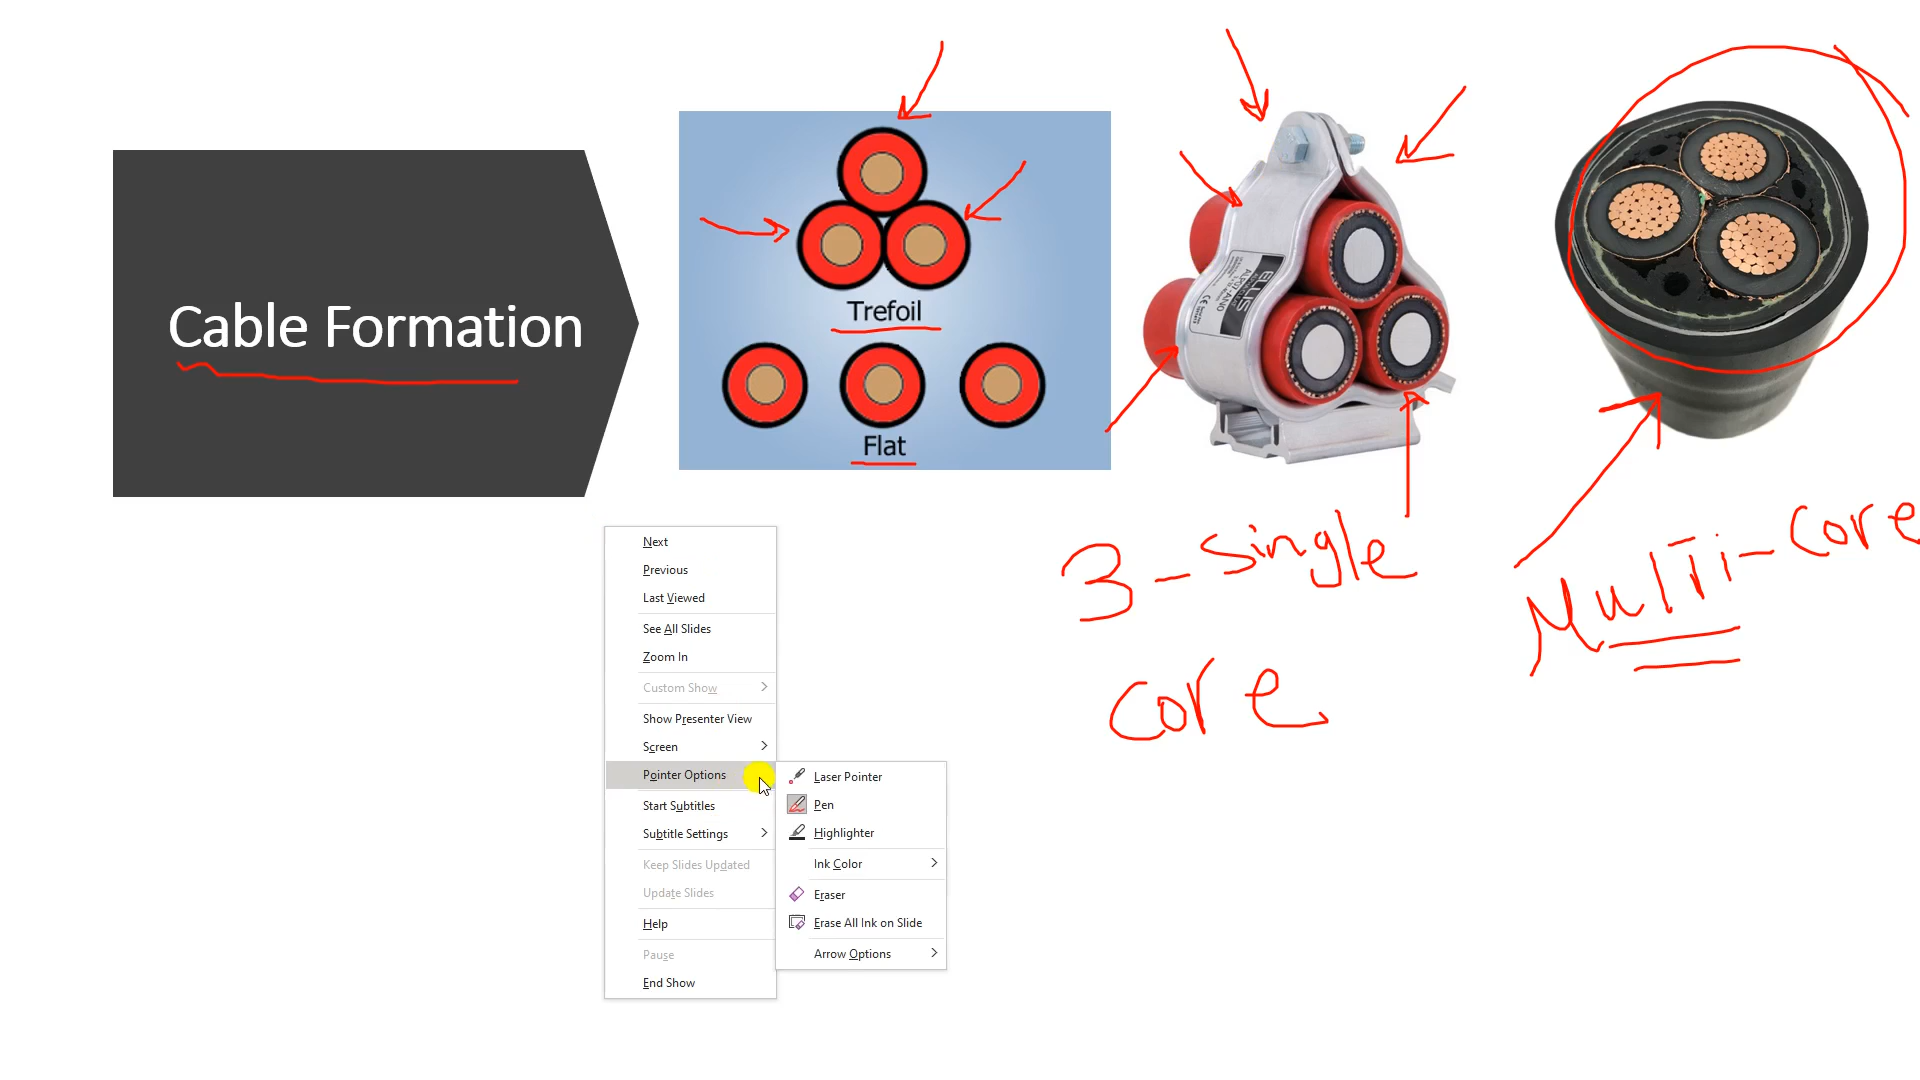 Cable Formation
Trefoil
Flat
ELLIS
3-single
core
Multi-core
Next
Previous
Last Viewed
See All Slides
Zoom In
Custom Show
Show Presenter View
Screen
Pointer Options
Start Subtitles
Subtitle Settings
Keep Slides Updated
Update Slides
Help
Pause
End Show
Laser Pointer
Pen
Highlighter
Ink Color
Eraser
Erase All Ink on Slide
Arrow Options